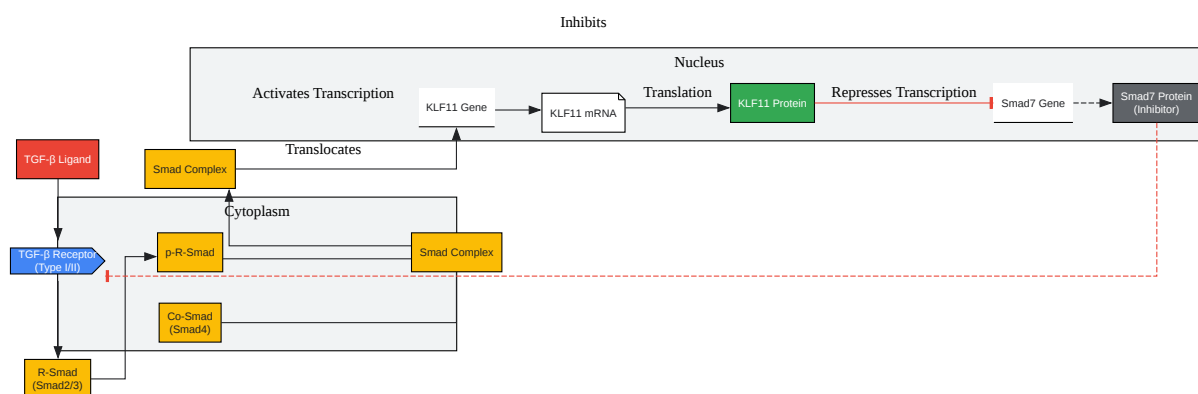 Inhibits
Nucleus
Activates Transcription
KLF11 Gene
KLF11 mRNA
Translation
KLF11 Protein
Represses Transcription
Smad7 Gene
Smad7 Protein
(Inhibitor)
TGF-β Ligand
Smad Complex
Translocates
Cytoplasm
TGF-β Receptor
(Type I/II)
p-R-Smad
Smad Complex
Co-Smad
(Smad4)
R-Smad
(Smad2/3)